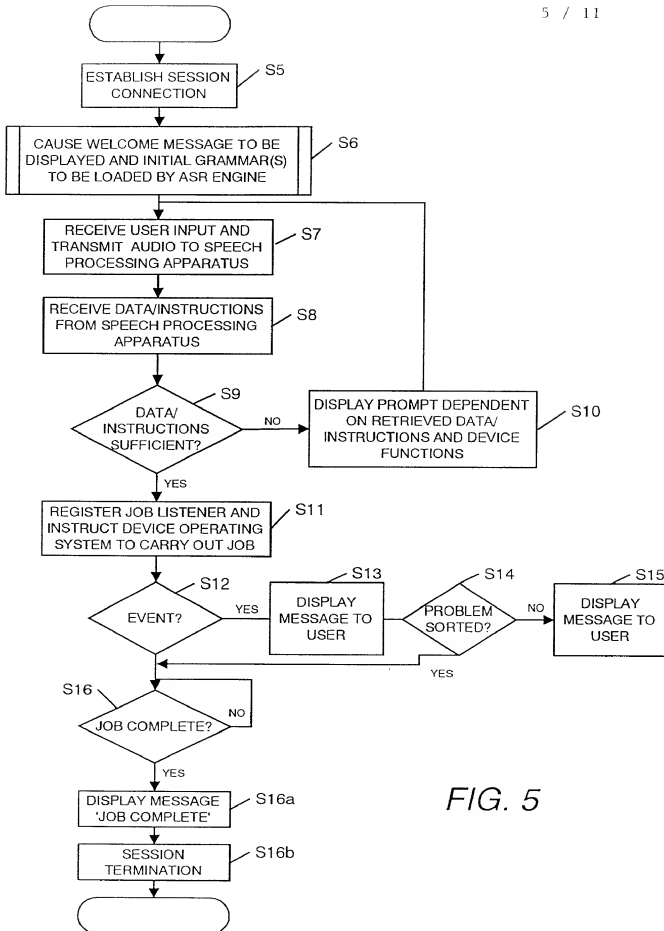 5 / 11
ESTABLISH SESSION
CONNECTION
S5
CAUSE WELCOME MESSAGE TO BE
DISPLAYED AND INITIAL GRAMMAR(S)
TO BE LOADED BY ASR ENGINE
S6
RECEIVE USER INPUT AND
TRANSMIT AUDIO TO SPEECH
PROCESSING APPARATUS
S7
RECEIVE DATA/INSTRUCTIONS
FROM SPEECH PROCESSING
APPARATUS
S8
DATA/
INSTRUCTIONS
SUFFICIENT?
S9
NO
YES
DISPLAY PROMPT DEPENDENT
ON RETRIEVED DATA/
INSTRUCTIONS AND DEVICE
FUNCTIONS
S10
REGISTER JOB LISTENER AND
INSTRUCT DEVICE OPERATING
SYSTEM TO CARRY OUT JOB
S11
EVENT?
S12
YES
DISPLAY
MESSAGE TO
USER
S13
PROBLEM
SORTED?
S14
NO
YES
DISPLAY
MESSAGE TO
USER
S15
S16
JOB COMPLETE?
NO
YES
DISPLAY MESSAGE
'JOB COMPLETE'
S16a
SESSION
TERMINATION
S16b
FIG. 5